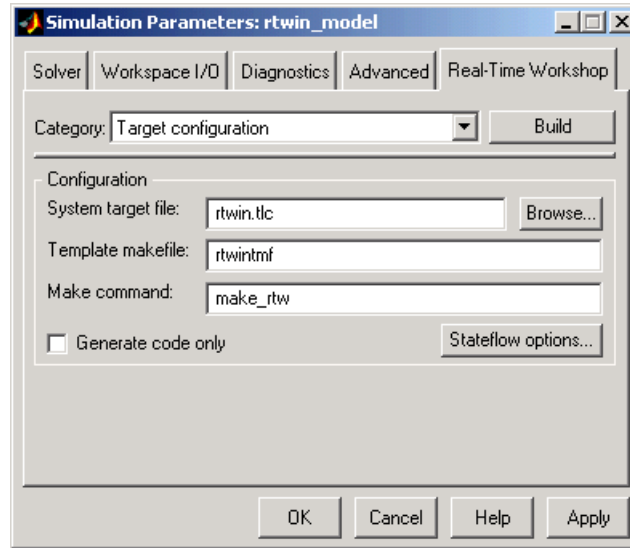 Simulation Parameters: rtwin_model
Solver Workspace I/O Diagnostics Advanced Real-Time Workshop
Category: Target configuration Build
Configuration
System target file: rtwin.tlc Browse...
Template makefile: rtwintmf
Make command: make_rtw
Generate code only Stateflow options...
OK Cancel Help Apply